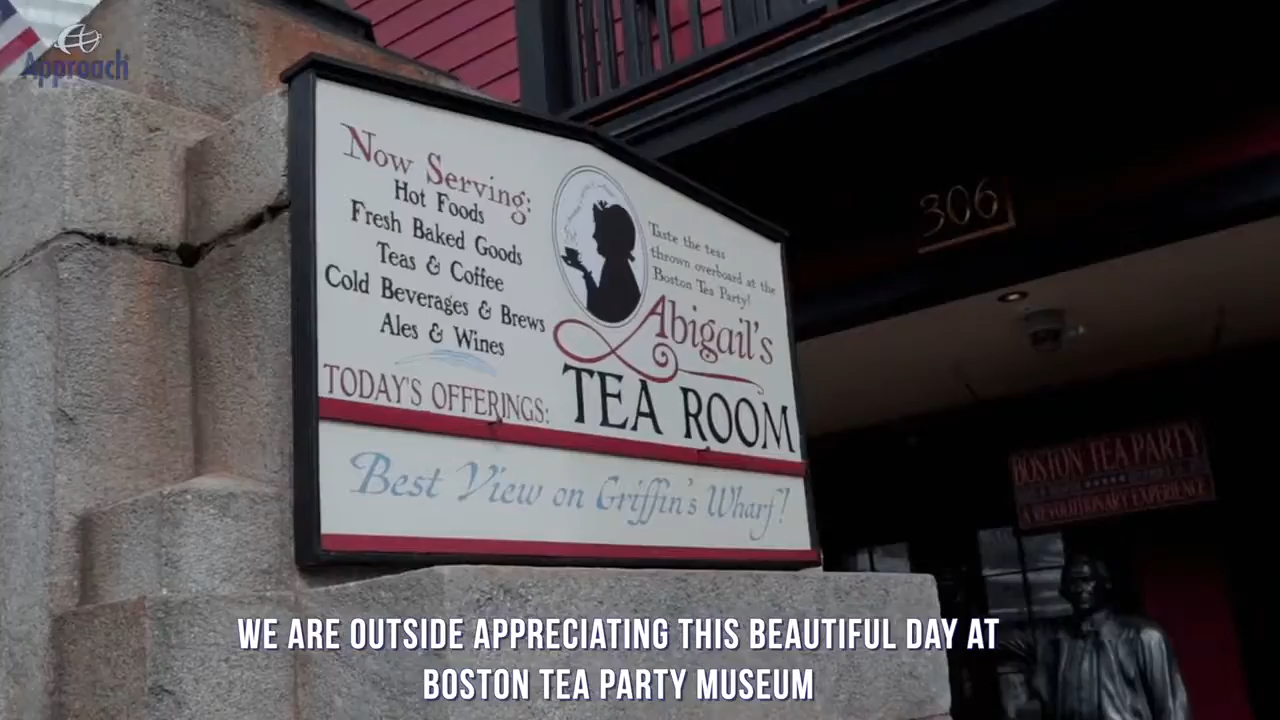 Approach
Now Serving:
Hot Foods
Fresh Baked Goods
Teas & Coffee
Cold Beverages & Brews
Ales & Wines
TODAY'S OFFERINGS:
Taste the teas
thrown overboard at the
Boston Tea Party!
Abigail's
TEA ROOM
Best View on Griffin's Wharf!
306
BOSTON TEA PARTY
A REVOLUTIONARY EXPERIENCE
WE ARE OUTSIDE APPRECIATING THIS BEAUTIFUL DAY AT
BOSTON TEA PARTY MUSEUM